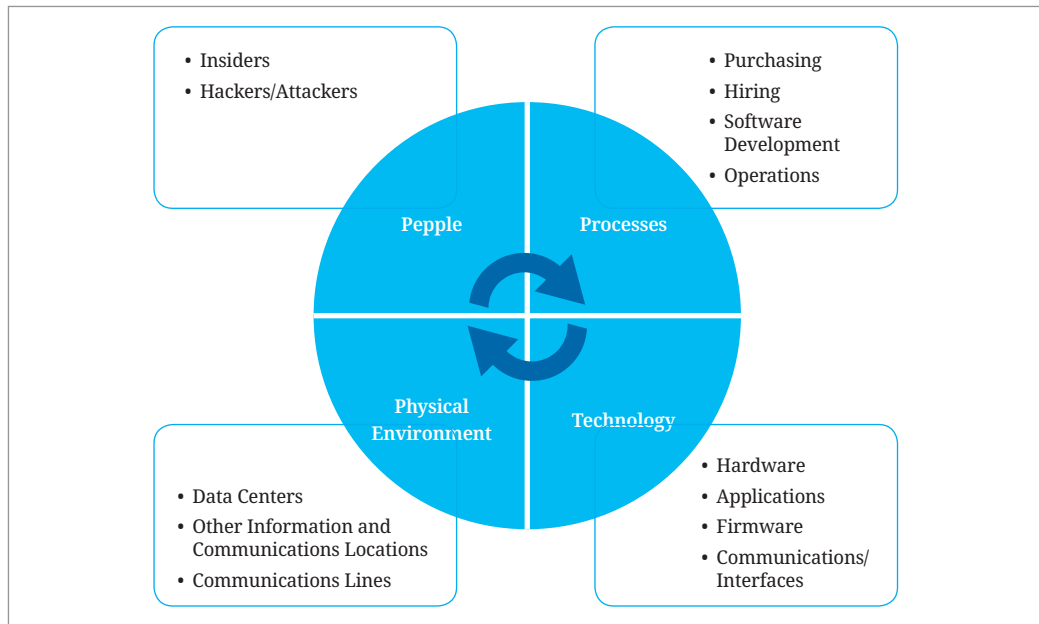 • Insiders
• Hackers/Attackers
• Purchasing
• Hiring
• Software
Development
• Operations
Pepple
Processes
Physical
Environment
Technology
• Data Centers
• Other Information and
Communications Locations
• Communications Lines
• Hardware
• Applications
• Firmware
• Communications/
Interfaces